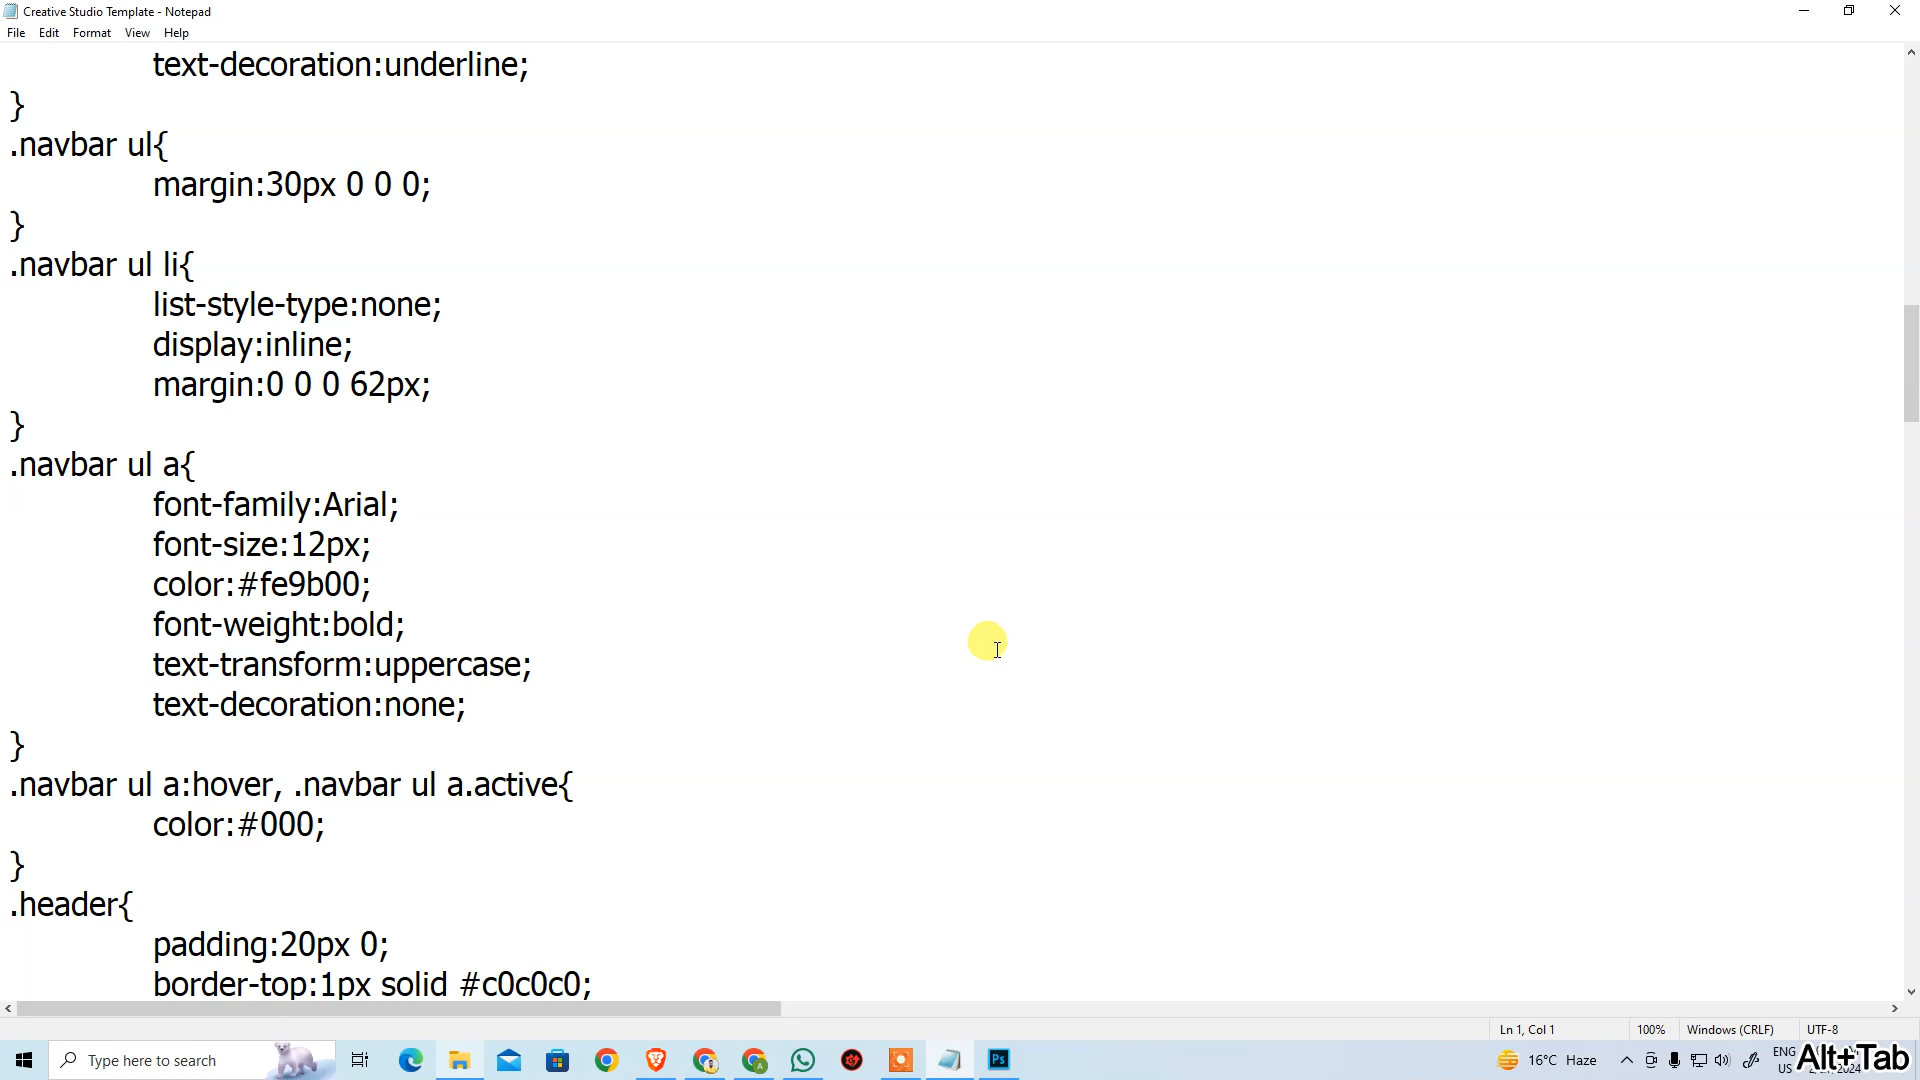 Creative Studio Template - Notepad
File Edit Format View Help
text-decoration:underline;
}
.navbar ul{
margin:30px 0 0 0;
}
.navbar ul li{
list-style-type:none;
display:inline;
margin:0 0 0 62px;
}
.navbar ul a{
font-family:Arial;
font-size:12px;
color:#fe9b00;
font-weight:bold;
text-transform:uppercase;
text-decoration:none;
}
.navbar ul a:hover, .navbar ul a.active{
color:#000;
}
.header{
padding:20px 0;
border-top:1px solid #c0c0c0;
Ln 1, Col 1 100% Windows (CRLF) UTF-8
Type here to search
Ps
16°C Haze
ENG
US
Alt+Tab